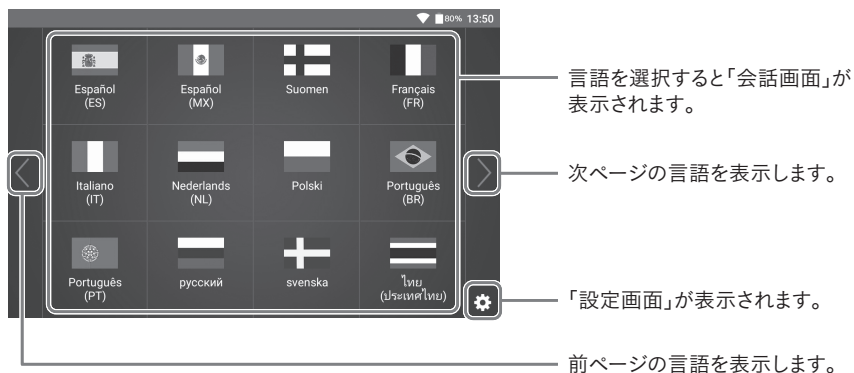 80% 13:50
Español
(ES)
Español
(MX)
Suomen
Français
(FR)
Italiano
(IT)
Nederlands
(NL)
Polski
Português
(BR)
Português
(PT)
русский
svenska
ไทย
(ประเทศไทย)
言語を選択すると「会話画面」が
表示されます。
次ページの言語を表示します。
「設定画面」が表示されます。
前ページの言語を表示します。